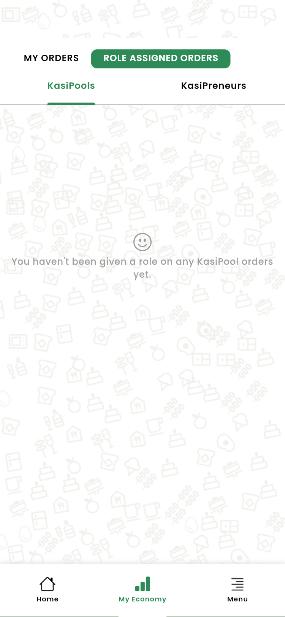 MY ORDERS ROLE ASSIGNED ORDERS
KasiPools KasiPreneurs
You haven't been given a role on any KasiPool orders
yet.
Home My Economy Menu